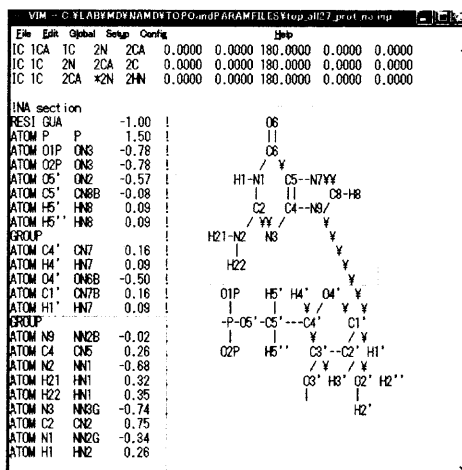 VIM - C:¥LAB¥MD¥NAMD¥TOPOandPARAMFILES¥top_all27_prot_na.inp
File Edit Global Setup Config Help
IC 1CA 1C 2N 2CA 0.0000 0.0000 180.0000 0.0000 0.0000
IC 1C 2N 2CA 2C 0.0000 0.0000 180.0000 0.0000 0.0000
IC 1C 2CA *2N 2HN 0.0000 0.0000 180.0000 0.0000 0.0000
!NA section
RESI GUA -1.00 ! O6
ATOM P P 1.50 ! ||
ATOM O1P ON3 -0.78 ! C6
ATOM O2P ON3 -0.78 ! / ¥
ATOM O5' ON2 -0.57 ! H1-N1 C5--N7¥¥
ATOM C5' CN8B -0.08 ! | || C8-H8
ATOM H5' HN8 0.09 ! C2 C4--N9/
ATOM H5'' HN8 0.09 ! / ¥¥ / ¥
GROUP ! H21-N2 N3 ¥
ATOM C4' CN7 0.16 ! | ¥
ATOM H4' HN7 0.09 ! H22 ¥
ATOM O4' ON6B -0.50 ! ¥
ATOM C1' CN7B 0.16 ! O1P H5' H4' O4' ¥
ATOM H1' HN7 0.09 ! | | ¥ / ¥ ¥
GROUP ! -P-O5'-C5'---C4' C1'
ATOM N9 NN2B -0.02 ! | | ¥ / ¥
ATOM C4 CN5 0.26 ! O2P H5'' C3'--C2' H1'
ATOM N2 NN1 -0.68 ! / ¥ / ¥
ATOM H21 HN1 0.32 ! O3' H3' O2' H2''
ATOM H22 HN1 0.35 ! | |
ATOM N3 NN3G -0.74 ! H2'
ATOM C2 CN2 0.75 !
ATOM N1 NN2G -0.34 !
ATOM H1 HN2 0.26 !